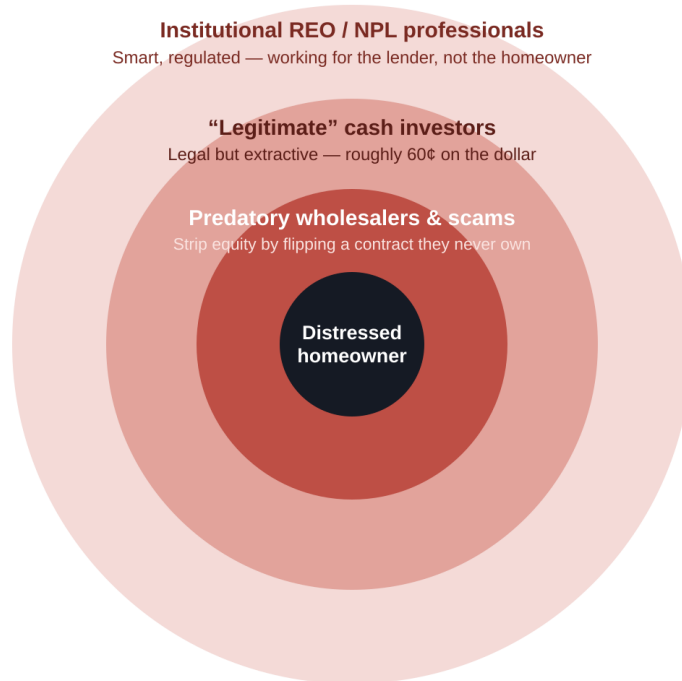 Institutional REO / NPL professionals
Smart, regulated — working for the lender, not the homeowner
“Legitimate” cash investors
Legal but extractive — roughly 60¢ on the dollar
Predatory wholesalers & scams
Strip equity by flipping a contract they never own
Distressed
homeowner